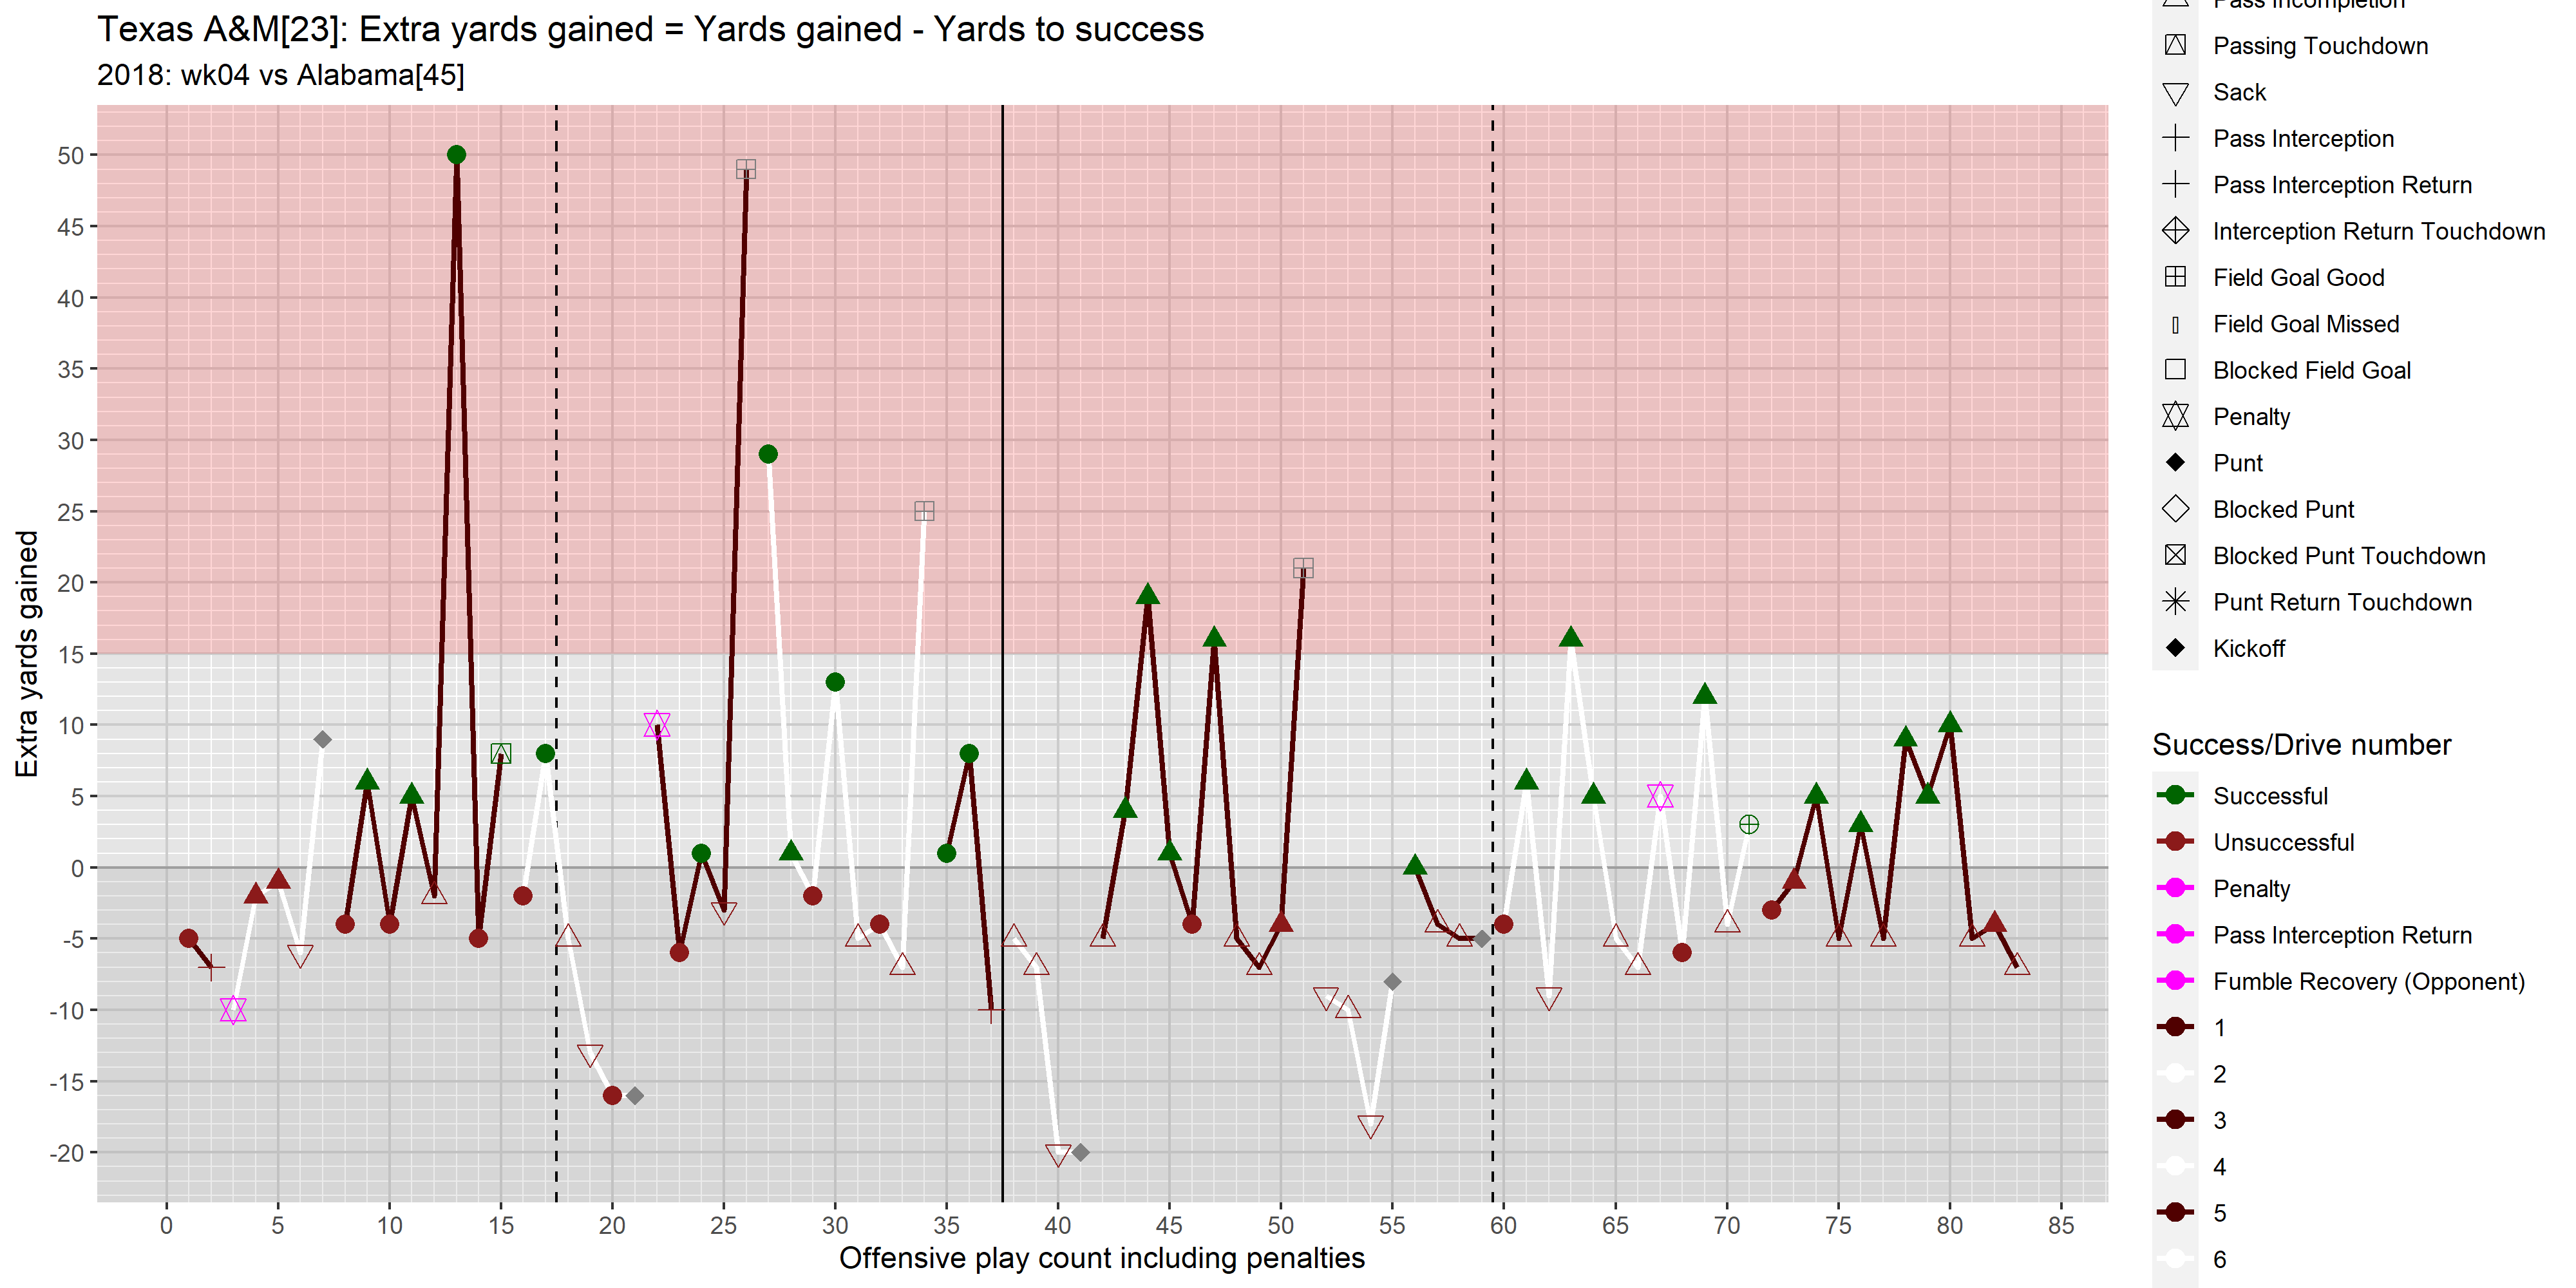 Texas A&M[23]: Extra yards gained = Yards gained - Yards to success
2018: wk04 vs Alabama[45]
Extra yards gained
50
45
40
35
30
25
20
15
10
5
0
-5
-10
-15
-20
0 5 10 15 20 25 30 35 40 45 50 55 60 65 70 75 80 85
Offensive play count including penalties
Pass Incompletion
Passing Touchdown
Sack
Pass Interception
Pass Interception Return
Interception Return Touchdown
Field Goal Good
Field Goal Missed
Blocked Field Goal
Penalty
Punt
Blocked Punt
Blocked Punt Touchdown
Punt Return Touchdown
Kickoff
Success/Drive number
Successful
Unsuccessful
Penalty
Pass Interception Return
Fumble Recovery (Opponent)
1
2
3
4
5
6